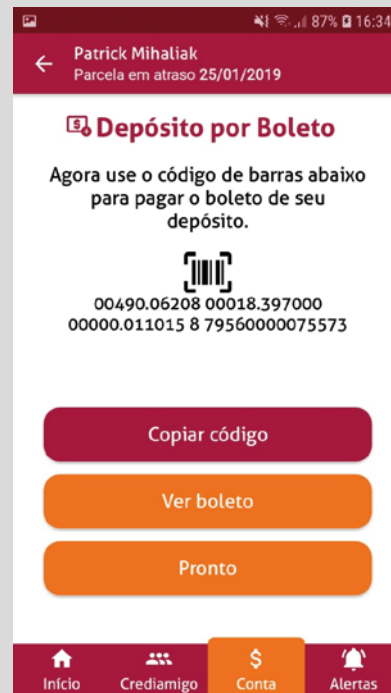 87% 16:34
Patrick Mihaliak
Parcela em atraso 25/01/2019
Depósito por Boleto
Agora use o código de barras abaixo
para pagar o boleto de seu
depósito.
00490.06208 00018.397000
00000.011015 8 79560000075573
Copiar código
Ver boleto
Pronto
Início Crediamigo Conta Alertas